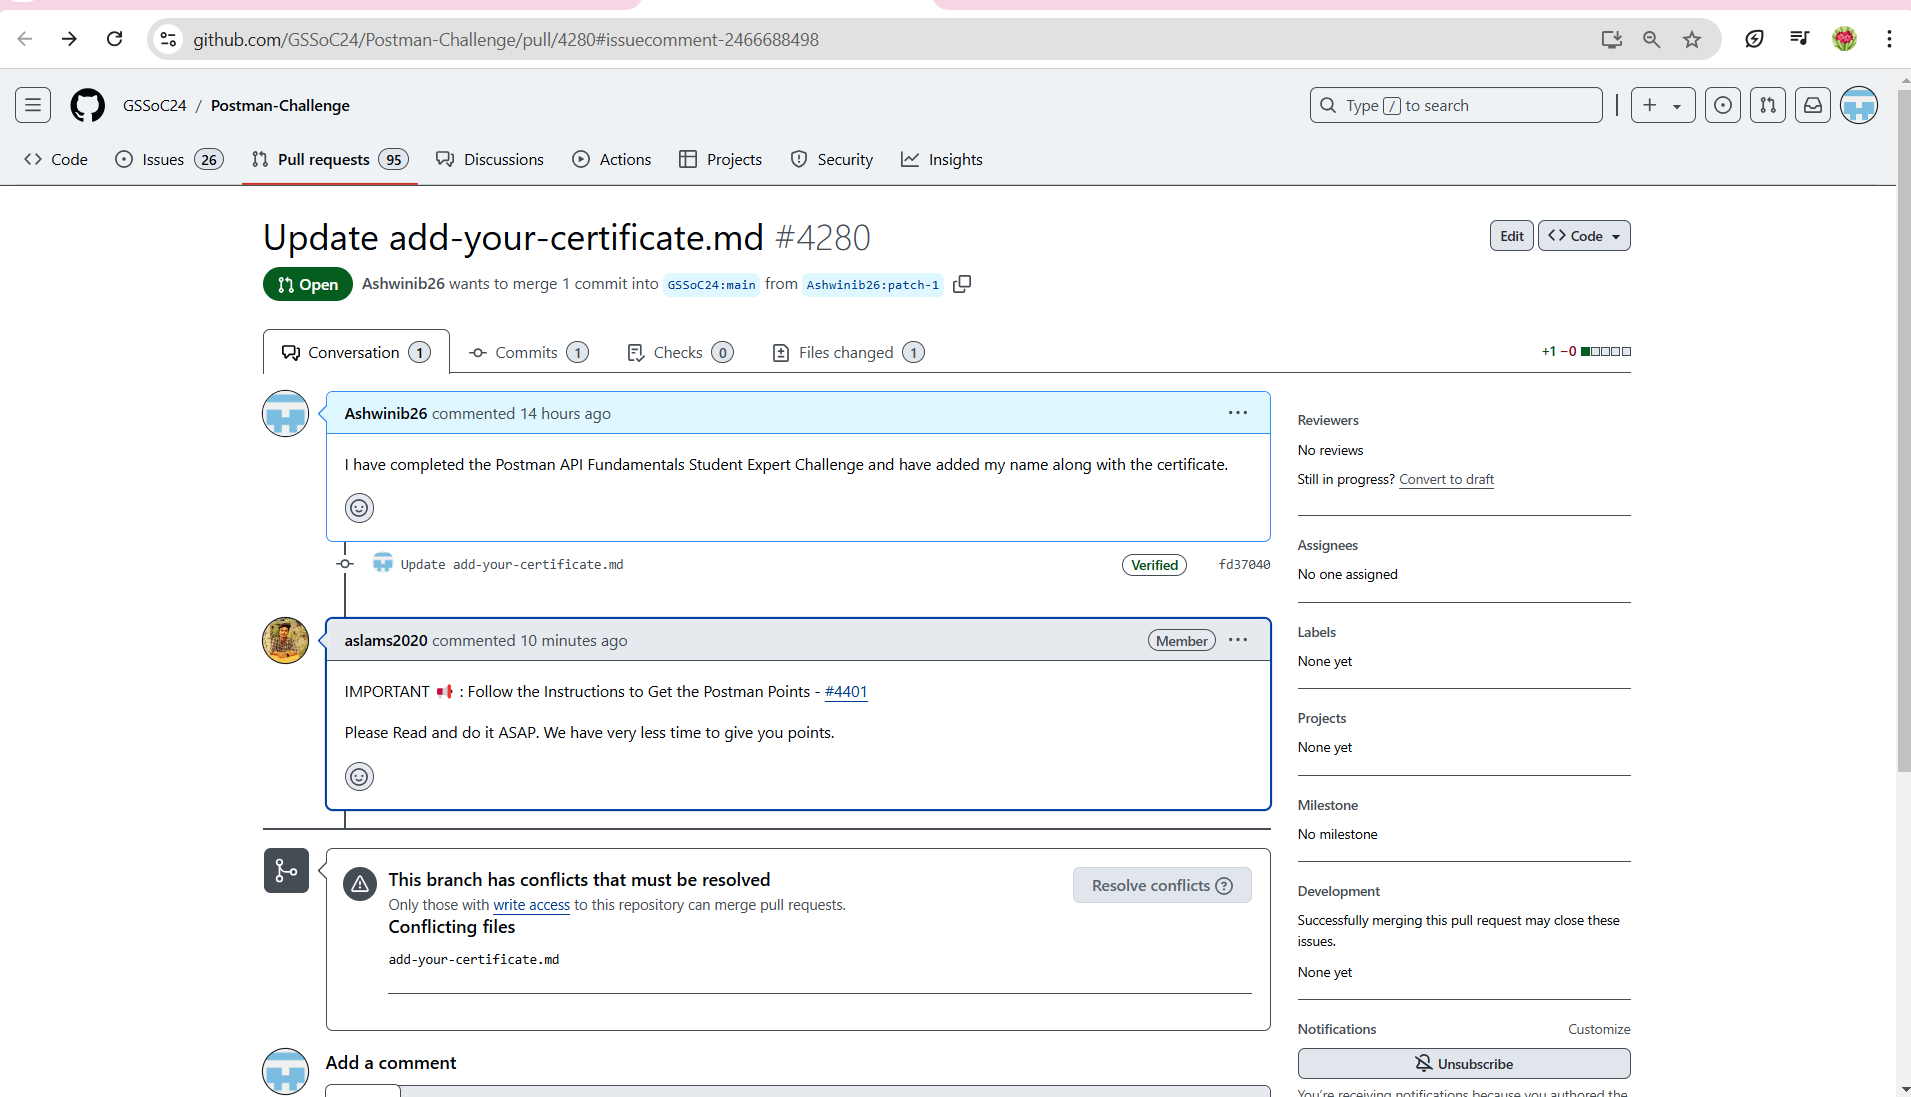 github.com/GSSoC24/Postman-Challenge/pull/4280#issuecomment-2466688498
GSSoC24 / Postman-Challenge
Type / to search
Code
Issues 26
Pull requests 95
Discussions
Actions
Projects
Security
Insights
Update add-your-certificate.md #4280
Edit
Code
Open
Ashwinib26 wants to merge 1 commit into GSSoC24:main from Ashwinib26:patch-1
Conversation 1
Commits 1
Checks 0
Files changed 1
+1 −0
Ashwinib26 commented 14 hours ago
I have completed the Postman API Fundamentals Student Expert Challenge and have added my name along with the certificate.
Update add-your-certificate.md
Verified
fd37040
aslams2020 commented 10 minutes ago
Member
IMPORTANT 📢 : Follow the Instructions to Get the Postman Points - #4401
Please Read and do it ASAP. We have very less time to give you points.
This branch has conflicts that must be resolved
Only those with write access to this repository can merge pull requests.
Resolve conflicts
Conflicting files
add-your-certificate.md
Add a comment
Reviewers
No reviews
Still in progress? Convert to draft
Assignees
No one assigned
Labels
None yet
Projects
None yet
Milestone
No milestone
Development
Successfully merging this pull request may close these
issues.
None yet
Notifications
Customize
Unsubscribe
You're receiving notifications because you authored the